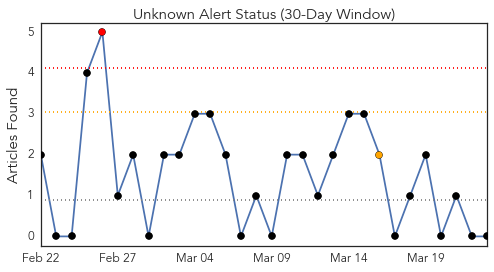 Unknown Alert Status (30-Day Window)
Articles Found
5
4
3
2
1
0
Feb 22
Feb 27
Mar 04
Mar 09
Mar 14
Mar 19